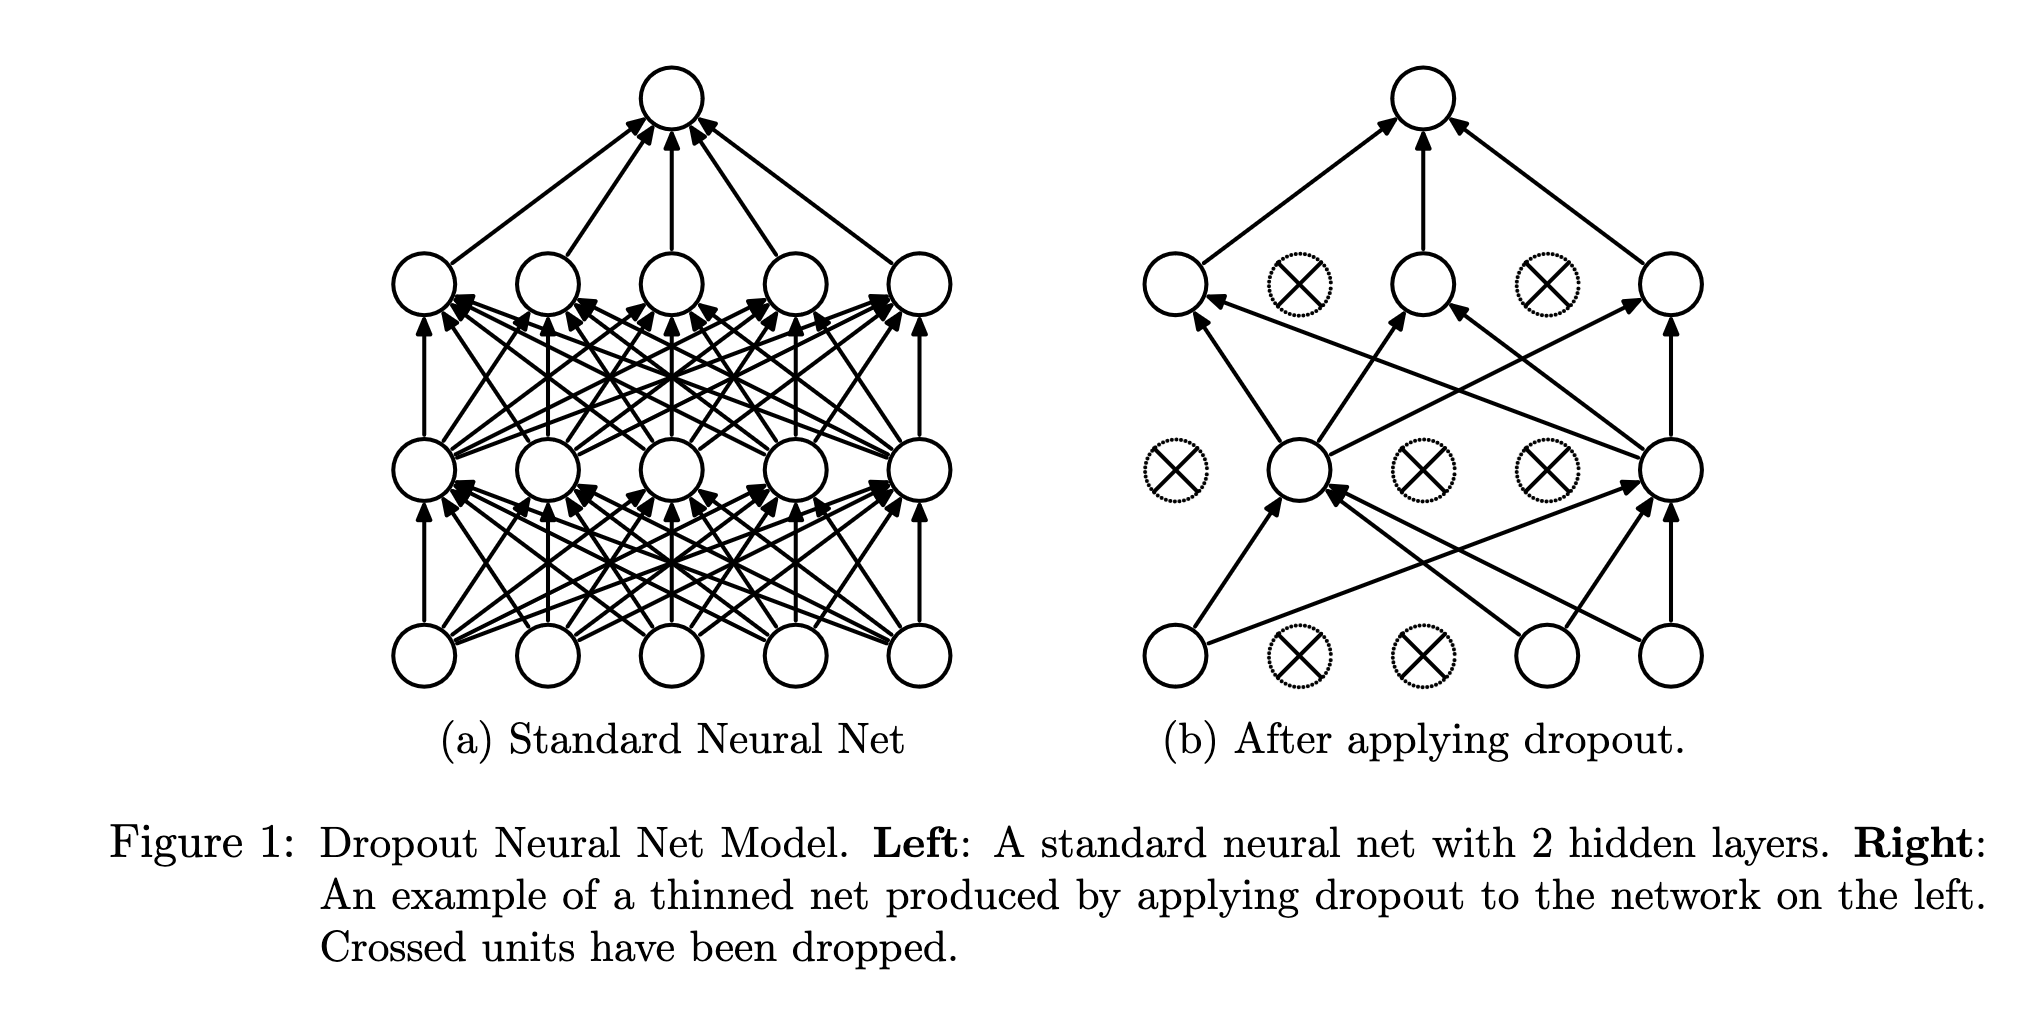 (a) Standard Neural Net
(b) After applying dropout.
Figure 1: Dropout Neural Net Model. Left: A standard neural net with 2 hidden layers. Right:
An example of a thinned net produced by applying dropout to the network on the left.
Crossed units have been dropped.